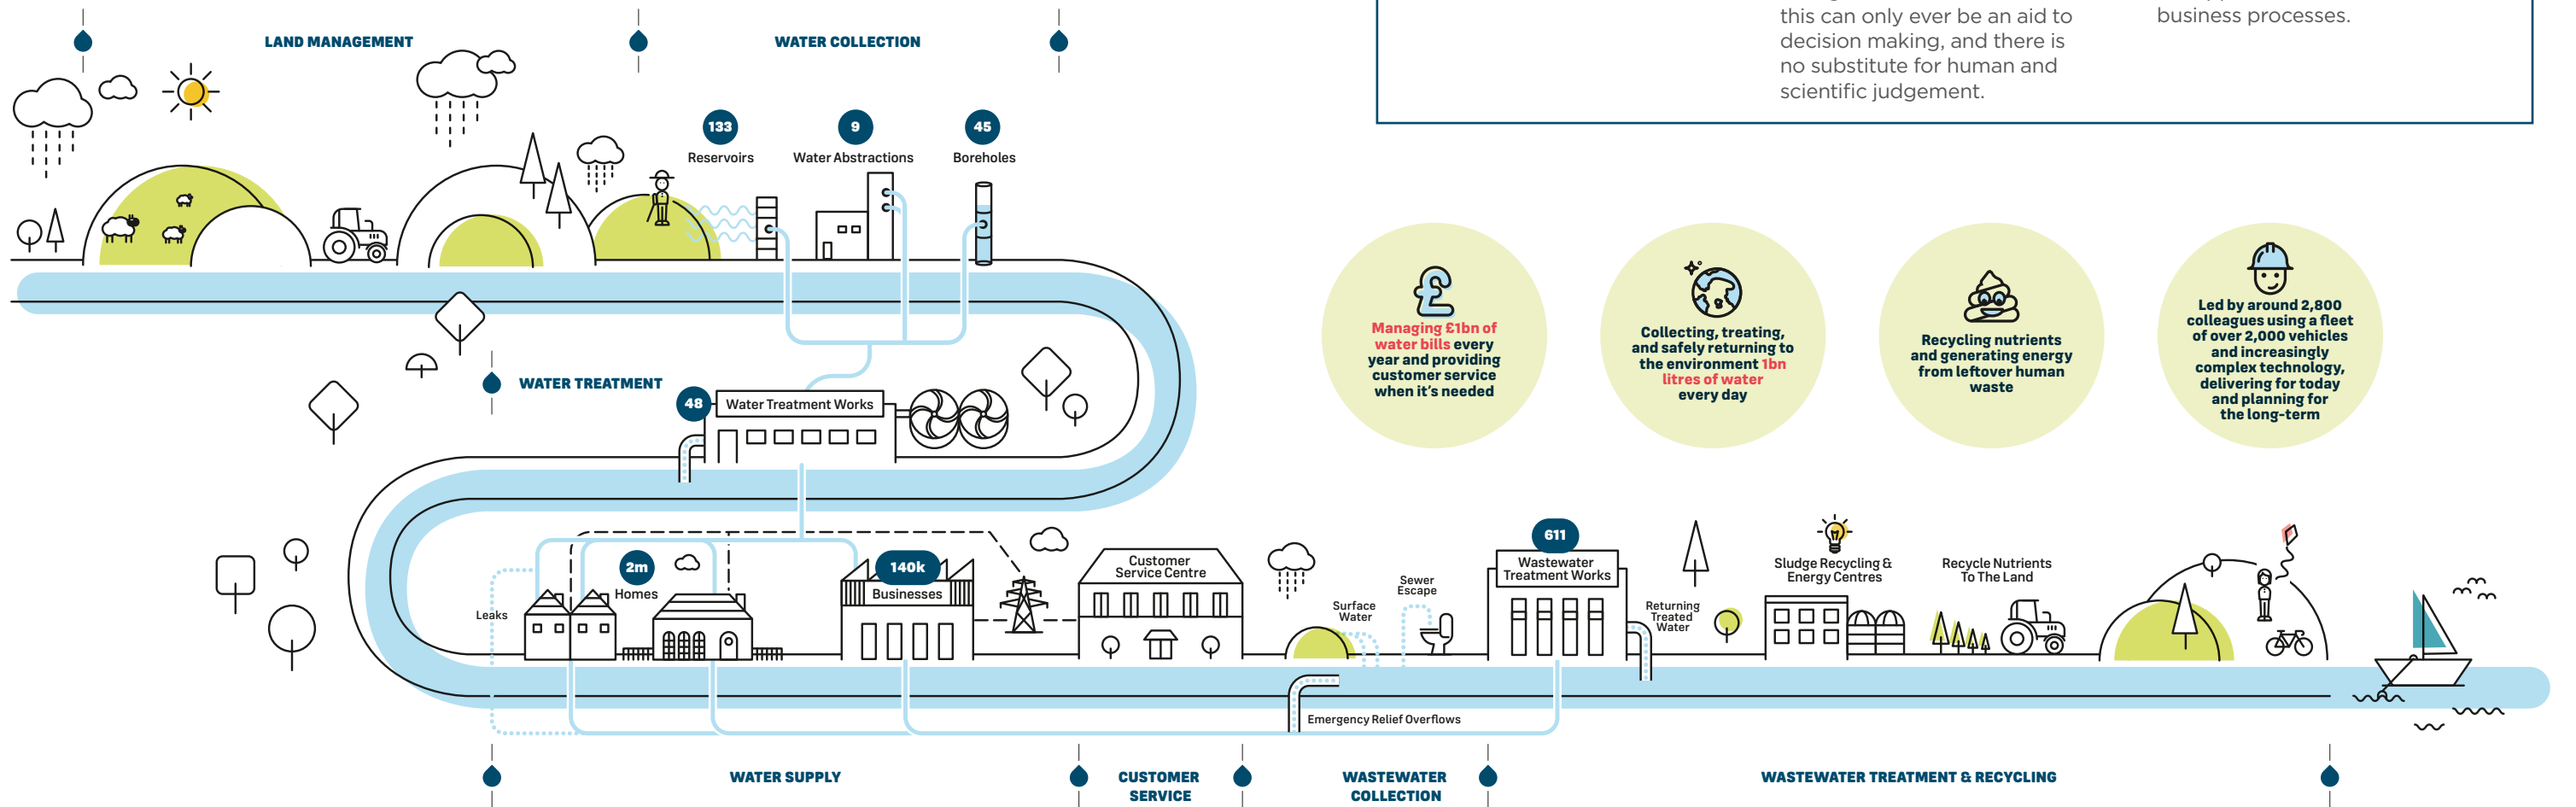 this can only ever be an aid to
decision making, and there is
no substitute for human and
scientific judgement.
business processes.
LAND MANAGEMENT
WATER COLLECTION
133
Reservoirs
9
Water Abstractions
45
Boreholes
WATER TREATMENT
48
Water Treatment Works
Managing £1bn of
water bills every
year and providing
customer service
when it's needed
Collecting, treating,
and safely returning to
the environment 1bn
litres of water
every day
Recycling nutrients
and generating energy
from leftover human
waste
Led by around 2,800
colleagues using a fleet
of over 2,000 vehicles
and increasingly
complex technology,
delivering for today
and planning for
the long-term
Leaks
2m
Homes
140k
Businesses
Customer
Service Centre
Surface
Water
Sewer
Escape
611
Wastewater
Treatment Works
Returning
Treated
Water
Sludge Recycling &
Energy Centres
Recycle Nutrients
To The Land
Emergency Relief Overflows
WATER SUPPLY
CUSTOMER
SERVICE
WASTEWATER
COLLECTION
WASTEWATER TREATMENT & RECYCLING